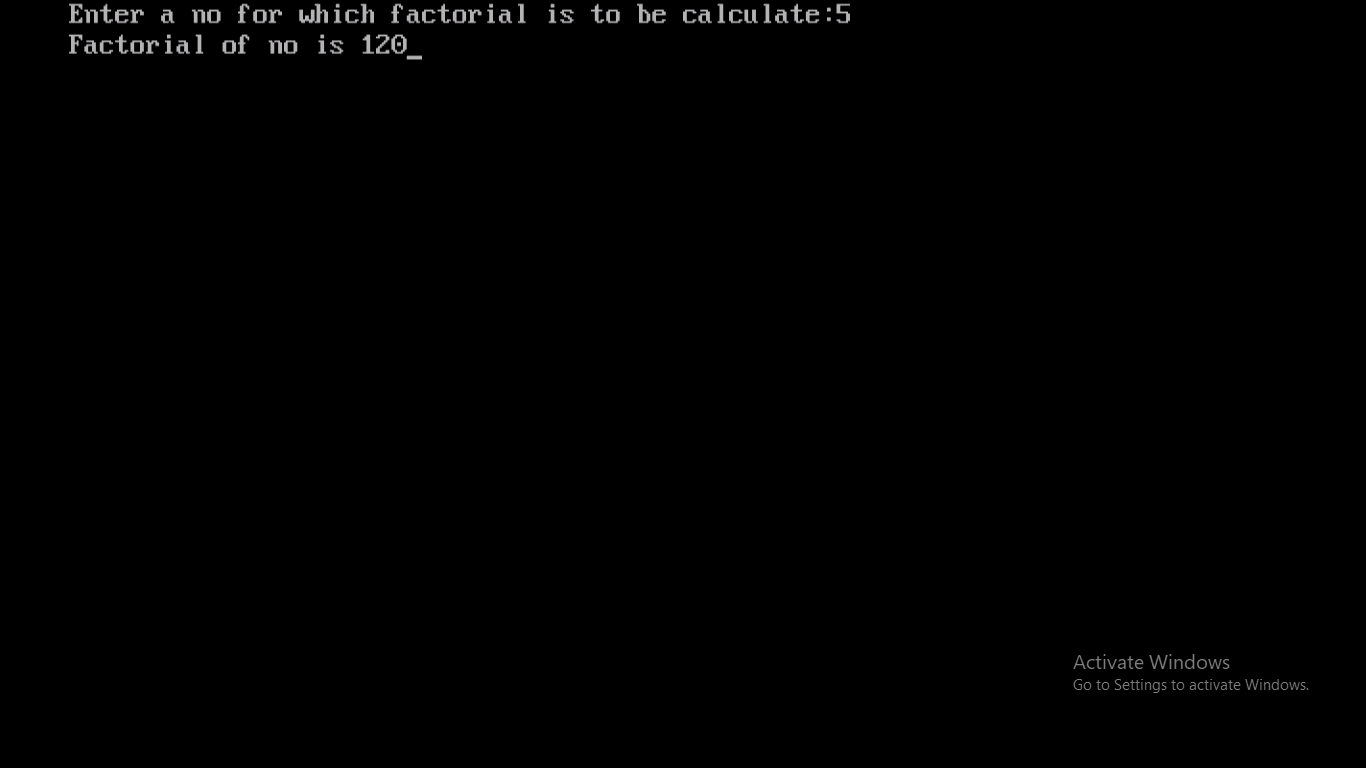 Enter a no for which factorial is to be calculate:5
Factorial of no is 120_
Activate Windows
Go to Settings to activate Windows.